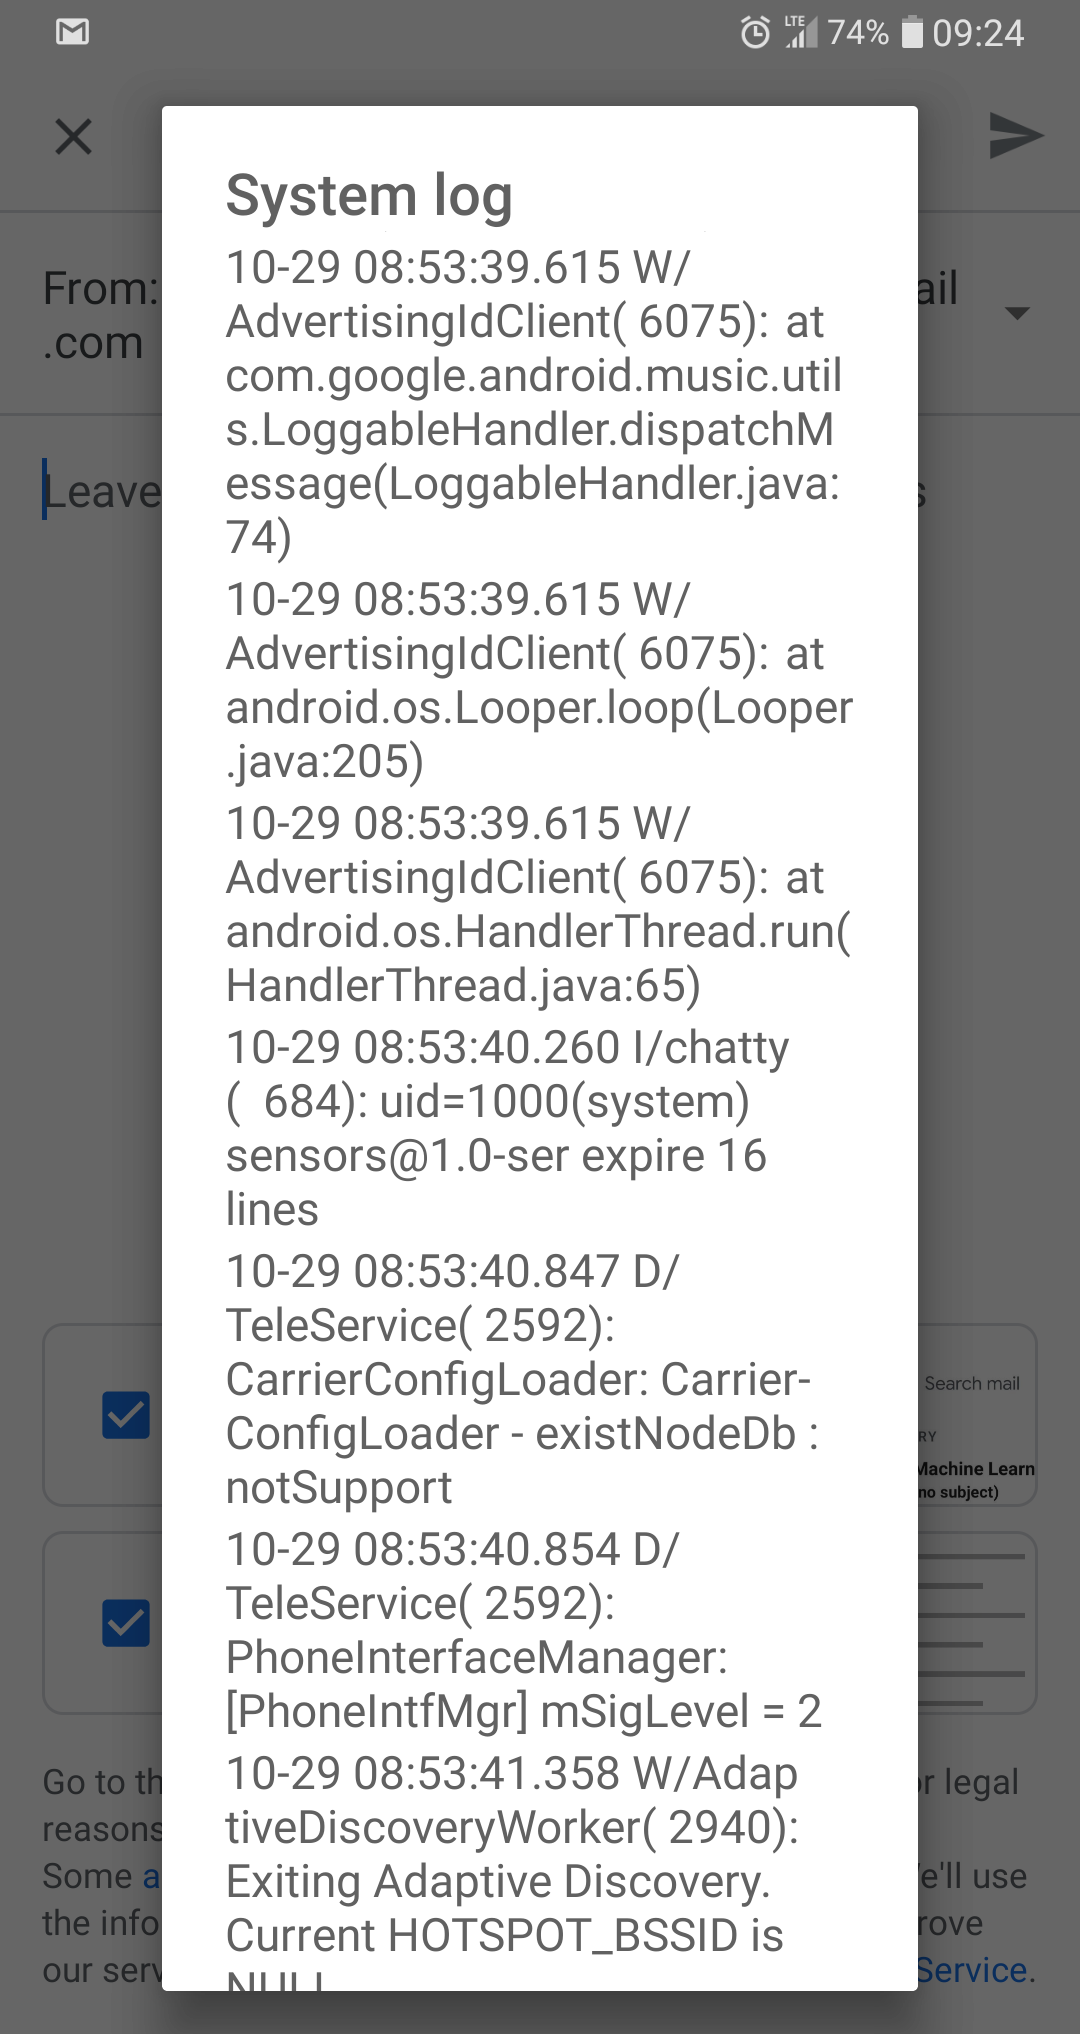 LTE 74% 09:24
System log
From: ail
.com
10-29 08:53:39.615 W/
AdvertisingIdClient( 6075): at
com.google.android.music.util
s.LoggableHandler.dispatchM
essage(LoggableHandler.java:
74)
Leave
10-29 08:53:39.615 W/
AdvertisingIdClient( 6075): at
android.os.Looper.loop(Looper
.java:205)
10-29 08:53:39.615 W/
AdvertisingIdClient( 6075): at
android.os.HandlerThread.run(
HandlerThread.java:65)
10-29 08:53:40.260 I/chatty
( 684): uid=1000(system)
sensors@1.0-ser expire 16
lines
10-29 08:53:40.847 D/
TeleService( 2592):
CarrierConfigLoader: Carrier-
ConfigLoader - existNodeDb :
notSupport
10-29 08:53:40.854 D/
TeleService( 2592):
PhoneInterfaceManager:
[PhoneIntfMgr] mSigLevel = 2
10-29 08:53:41.358 W/Adap
tiveDiscoveryWorker( 2940):
Exiting Adaptive Discovery.
Current HOTSPOT_BSSID is
NULL
Search mail
RY
Machine Learn
no subject)
Go to th r legal
reasons
Some a e'll use
the info rove
our serv Service.